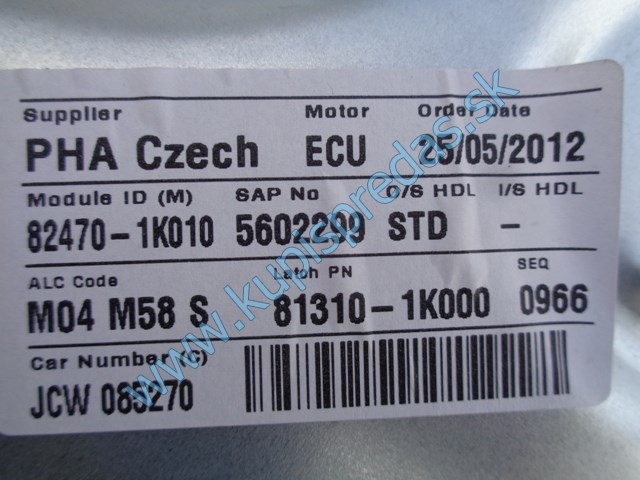 Supplier Motor Order Date
PHA Czech ECU 25/05/2012
Module ID (M) SAP No O/S HDL I/S HDL
82470-1K010 5602299 STD -
ALC Code Latch PN SEQ
M04 M58 S 81310-1K000 0966
Car Number (C)
JCW 085270
www.kupispredas.sk